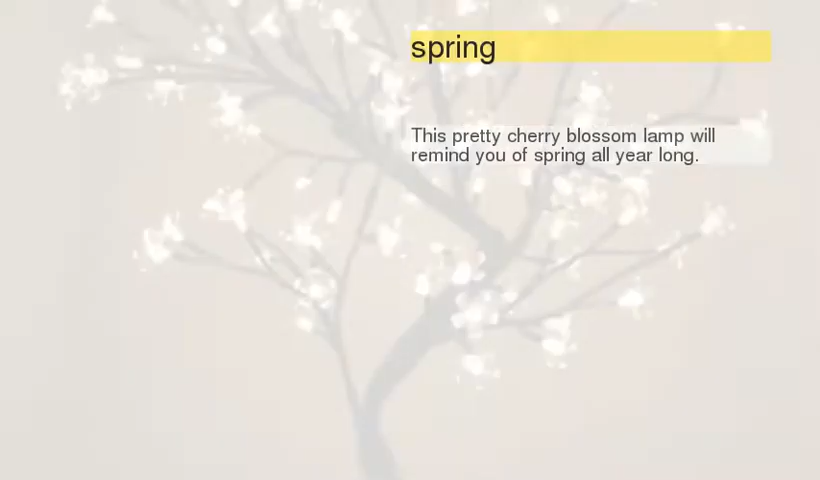 spring
This pretty cherry blossom lamp will
remind you of spring all year long.